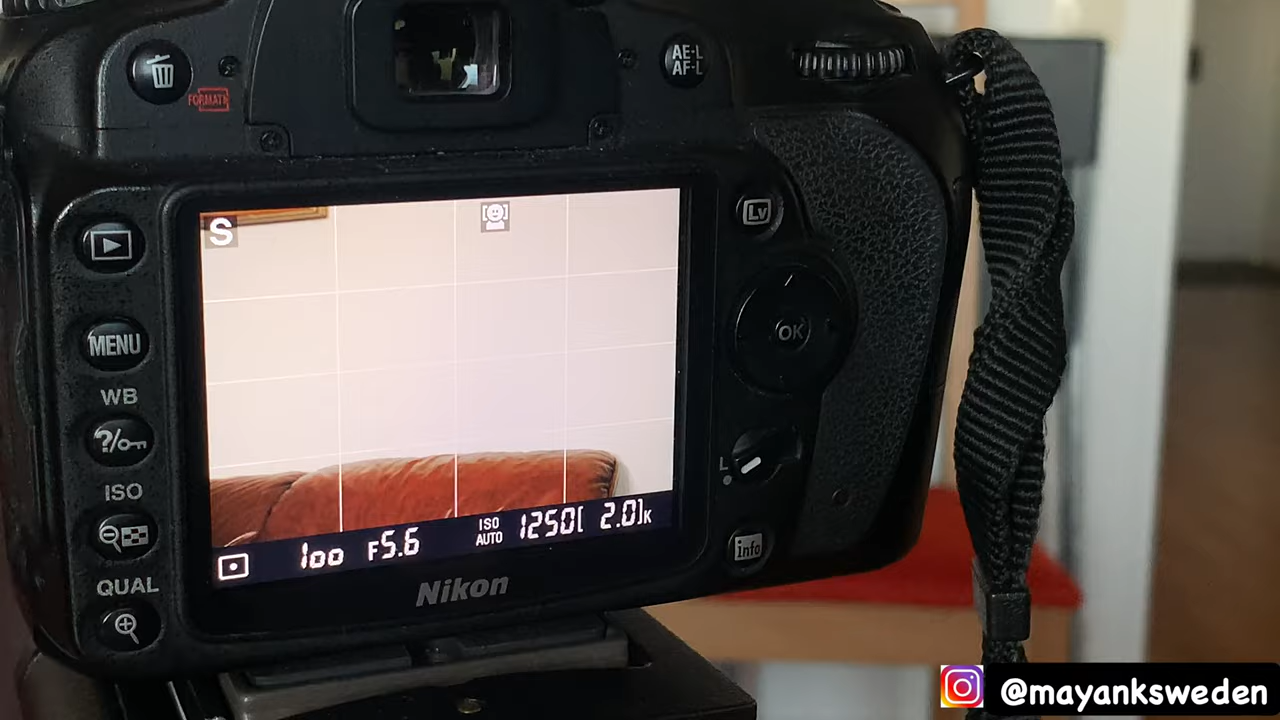 AE-L
AF-L
FORMAT
S
Lv
MENU
OK
WB
?
L
ISO
ISO
AUTO
100 F5.6 1250[ 2.0]K
info
QUAL
Nikon
@mayanksweden